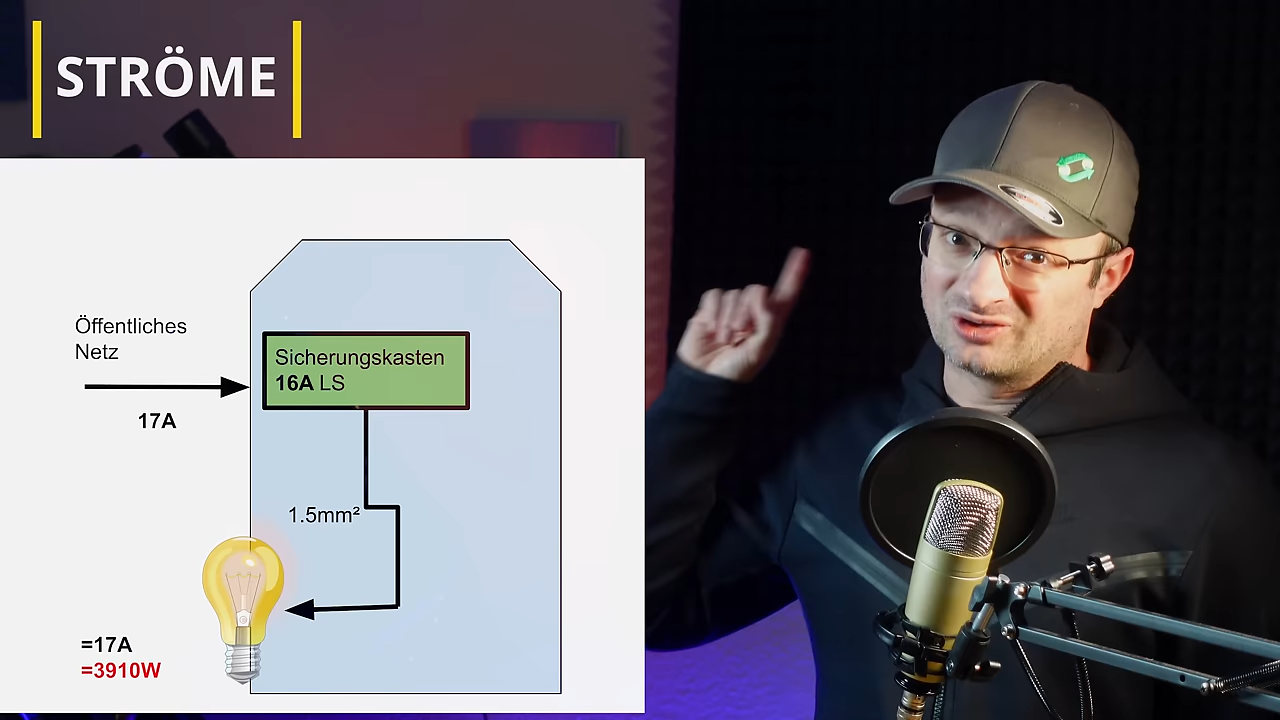 STRÖME
Öffentliches
Netz
17A
Sicherungskasten
16A LS
1.5mm²
=17A
=3910W